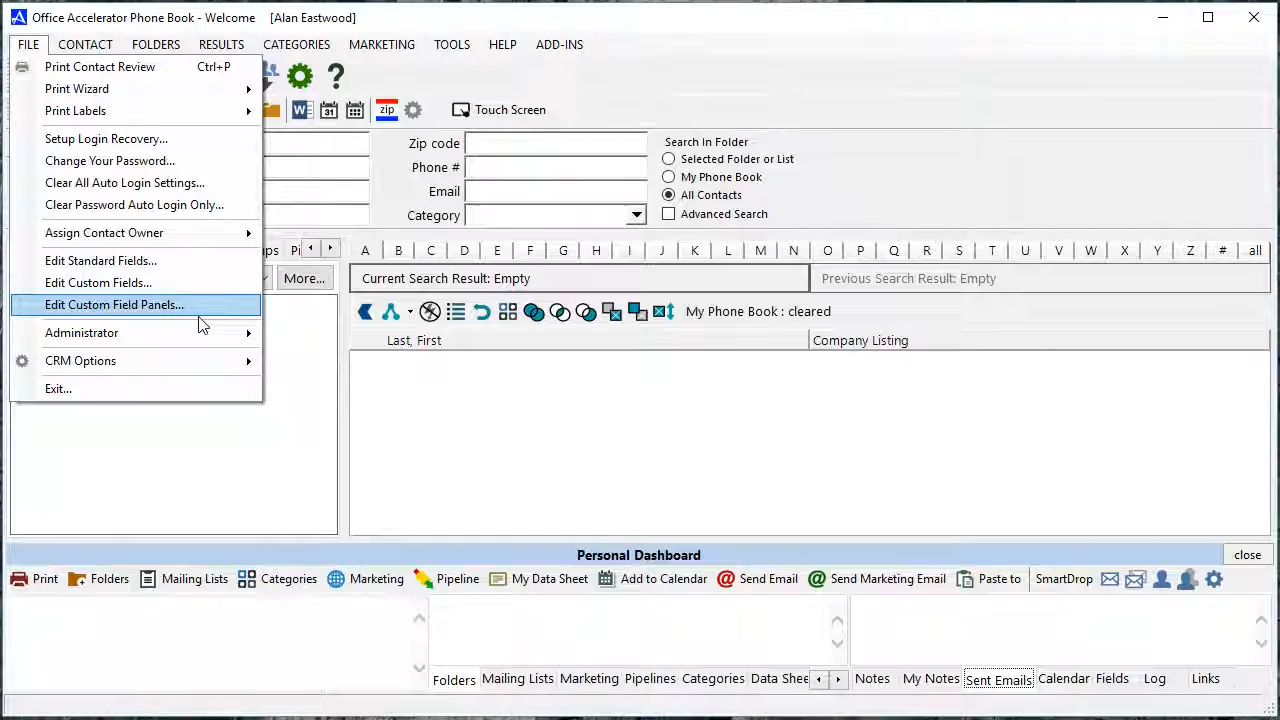 Office Accelerator Phone Book - Welcome [Alan Eastwood]
FILE CONTACT FOLDERS RESULTS CATEGORIES MARKETING TOOLS HELP ADD-INS
Print Contact Review Ctrl+P
Print Wizard
Print Labels
Setup Login Recovery...
Change Your Password...
Clear All Auto Login Settings...
Clear Password Auto Login Only...
Assign Contact Owner
Edit Standard Fields...
Edit Custom Fields...
Edit Custom Field Panels...
Administrator
CRM Options
Exit...
31 zip Touch Screen
Zip code
Phone #
Email
Category
Search In Folder
Selected Folder or List
My Phone Book
All Contacts
Advanced Search
More...
A B C D E F G H I J K L M N O P Q R S T U V W X Y Z # all
Current Search Result: Empty Previous Search Result: Empty
My Phone Book : cleared
Last, First Company Listing
Personal Dashboard close
Print Folders Mailing Lists Categories Marketing Pipeline My Data Sheet Add to Calendar Send Email Send Marketing Email Paste to SmartDrop
Folders Mailing Lists Marketing Pipelines Categories Data Shee Notes My Notes Sent Emails Calendar Fields Log Links